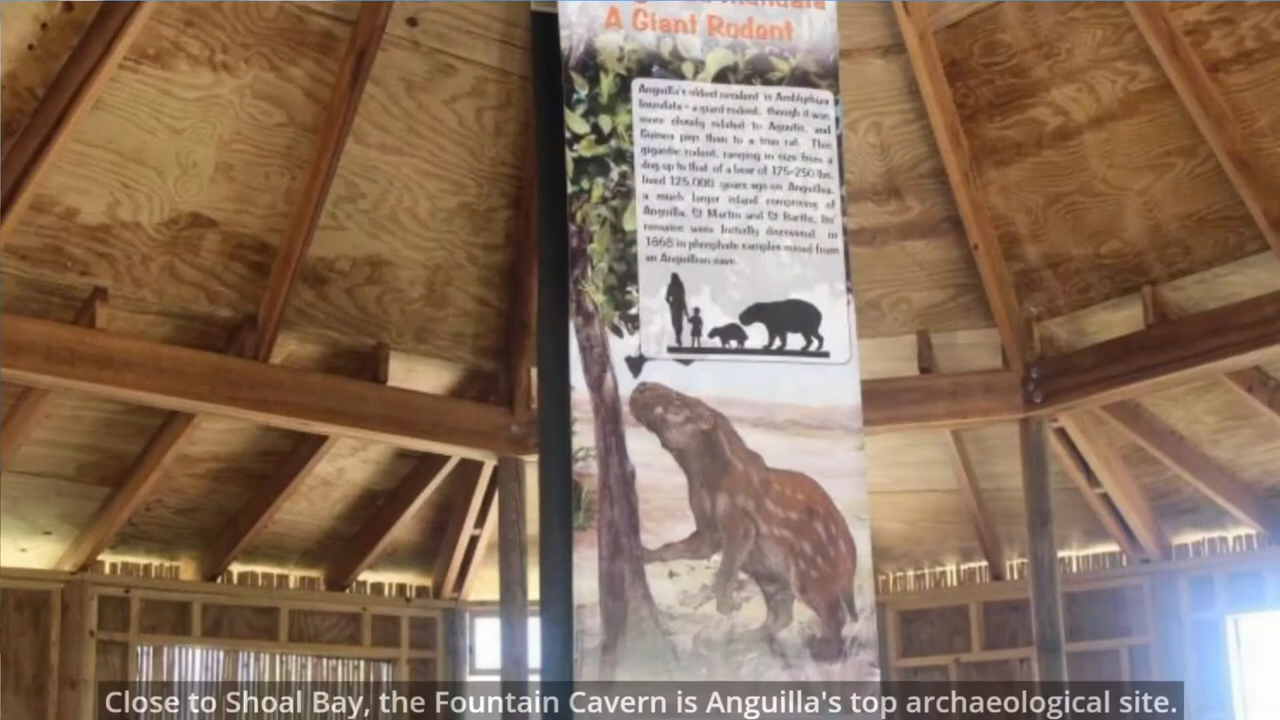 A Giant Rodent
Anguilla's oldest resident is Amblyrhiza
Inundata - a giant rodent, though it was
more closely related to Agoutis, and
Guinea pigs than to a true rat. This
gigantic rodent, ranging in size from a
dog up to that of a bear of 175-250 lbs.
lived 125,000 years ago on Anguillea,
a much larger island comprising of
Anguilla, St Martin and St Barths. Its'
remains were initially discovered in
1868 in phosphate samples mined from
an Anguillian cave.
Close to Shoal Bay, the Fountain Cavern is Anguilla's top archaeological site.